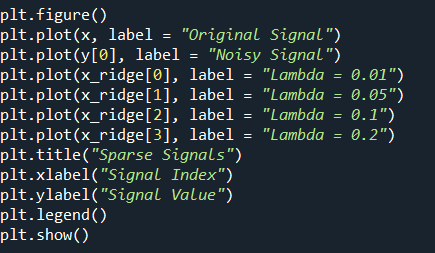 plt.figure()
plt.plot(x, label = "Original Signal")
plt.plot(y[0], label = "Noisy Signal")
plt.plot(x_ridge[0], label = "Lambda = 0.01")
plt.plot(x_ridge[1], label = "Lambda = 0.05")
plt.plot(x_ridge[2], label = "Lambda = 0.1")
plt.plot(x_ridge[3], label = "Lambda = 0.2")
plt.title("Sparse Signals")
plt.xlabel("Signal Index")
plt.ylabel("Signal Value")
plt.legend()
plt.show()